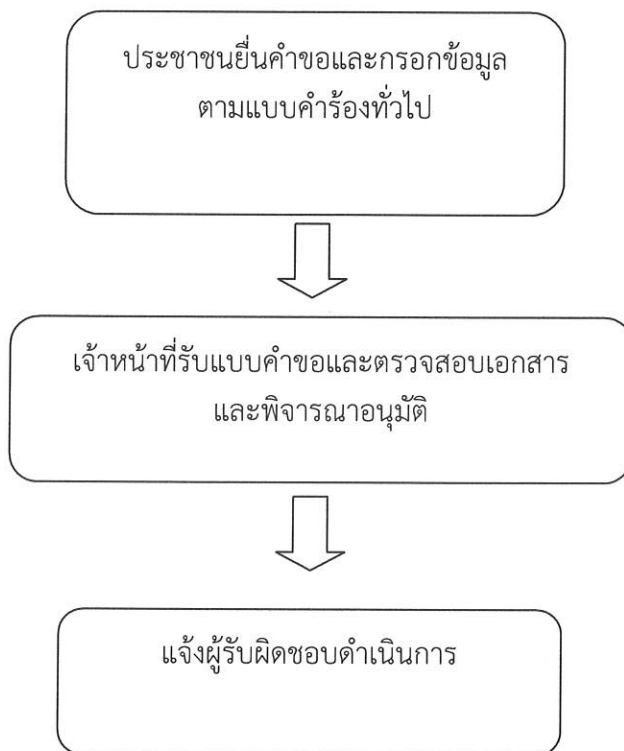 ประชาชนยื่นคำขอและกรอกข้อมูล
ตามแบบคำร้องทั่วไป
เจ้าหน้าที่รับแบบคำขอและตรวจสอบเอกสาร
และพิจารณาอนุมัติ
แจ้งผู้รับผิดชอบดำเนินการ